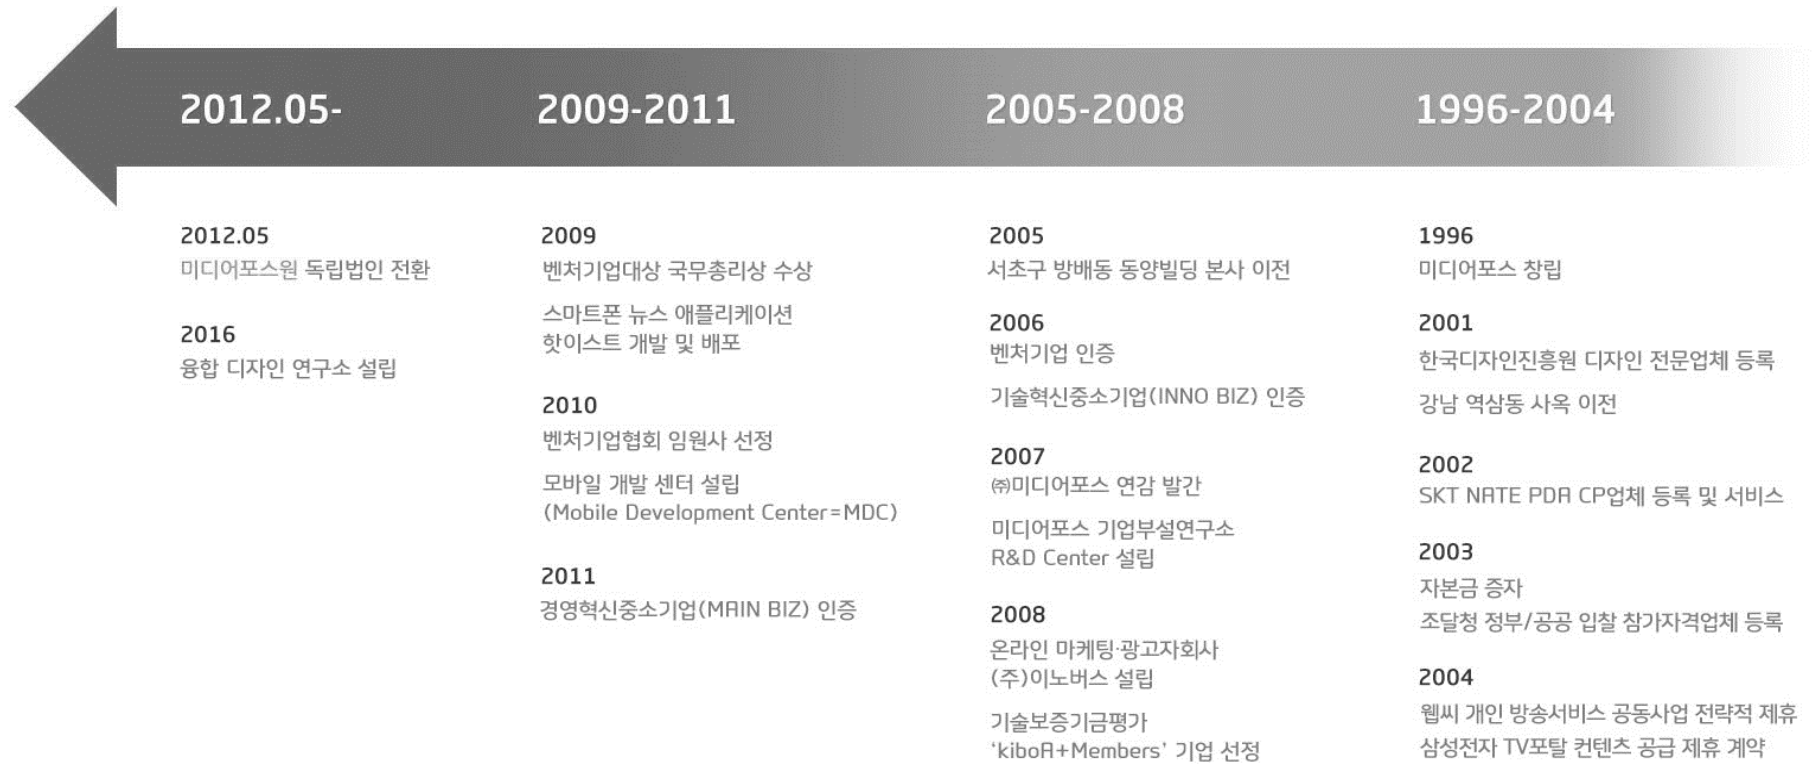 2012.05-
2009-2011
2005-2008
1996-2004
2012.05
미디어포스원 독립법인 전환
2016
융합 디자인 연구소 설립
2009
벤처기업대상 국무총리상 수상
스마트폰 뉴스 애플리케이션
핫이스트 개발 및 배포
2010
벤처기업협회 임원사 선정
모바일 개발 센터 설립
(Mobile Development Center=MDC)
2011
경영혁신중소기업(MAIN BIZ) 인증
2005
서초구 방배동 동양빌딩 본사 이전
2006
벤처기업 인증
기술혁신중소기업(INNO BIZ) 인증
2007
㈜미디어포스 연감 발간
미디어포스 기업부설연구소
R&D Center 설립
2008
온라인 마케팅·광고자회사
(주)이노버스 설립
기술보증기금평가
‘kiboA+Members’ 기업 선정
1996
미디어포스 창립
2001
한국디자인진흥원 디자인 전문업체 등록
강남 역삼동 사옥 이전
2002
SKT NATE PDA CP업체 등록 및 서비스
2003
자본금 증자
조달청 정부/공공 입찰 참가자격업체 등록
2004
웹씨 개인 방송서비스 공동사업 전략적 제휴
삼성전자 TV포탈 컨텐츠 공급 제휴 계약